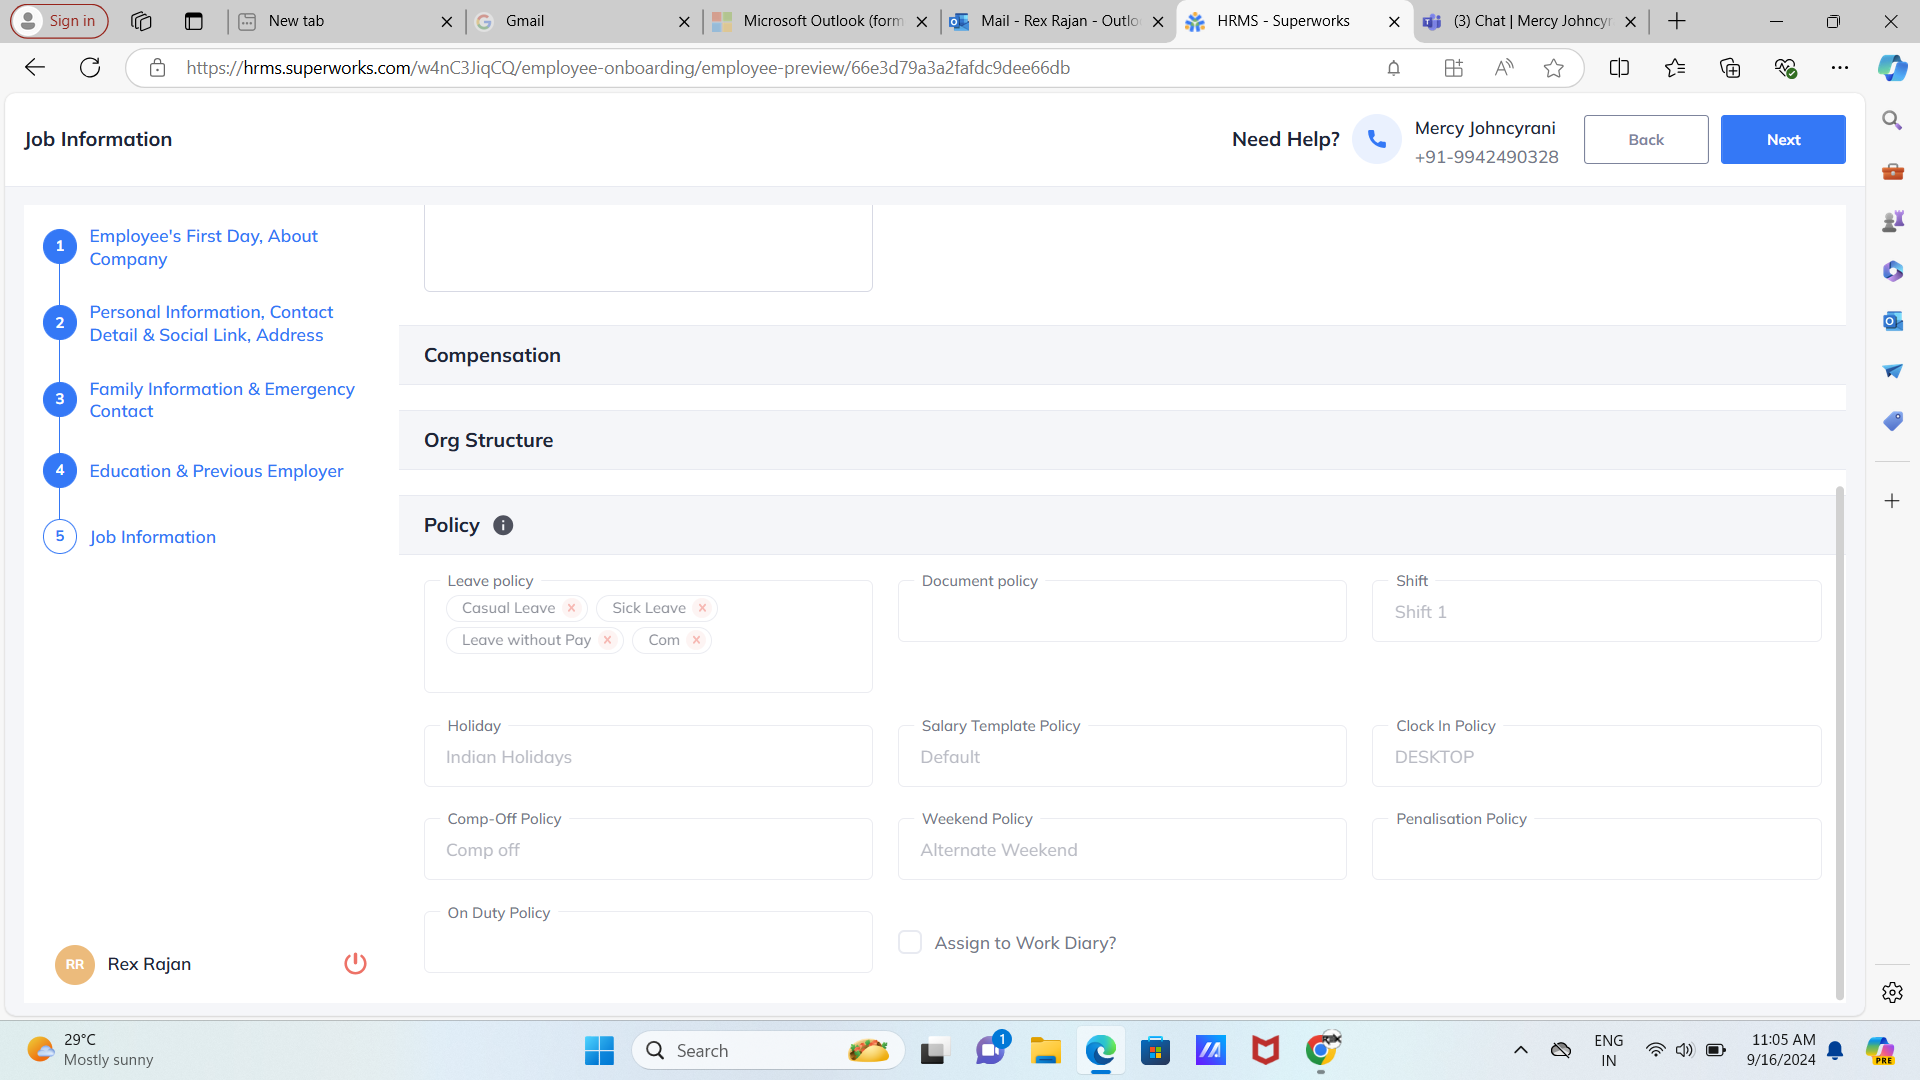 Sign in
New tab
Gmail
Microsoft Outlook (form
Mail - Rex Rajan - Outlo
HRMS - Superworks
(3) Chat | Mercy Johncyr
https://hrms.superworks.com/w4nC3JiqCQ/employee-onboarding/employee-preview/66e3d79a3a2fafdc9dee66db
Job Information
Need Help?
Mercy Johncyrani
+91-9942490328
Back
Next
1
Employee's First Day, About
Company
2
Personal Information, Contact
Detail & Social Link, Address
3
Family Information & Emergency
Contact
4
Education & Previous Employer
5
Job Information
Compensation
Org Structure
Policy
Leave policy
Casual Leave
Sick Leave
Leave without Pay
Com
Document policy
Shift
Shift 1
Holiday
Indian Holidays
Salary Template Policy
Default
Clock In Policy
DESKTOP
Comp-Off Policy
Comp off
Weekend Policy
Alternate Weekend
Penalisation Policy
On Duty Policy
Assign to Work Diary?
RR
Rex Rajan
29°C
Mostly sunny
Search
1
ENG
IN
11:05 AM
9/16/2024
PRE